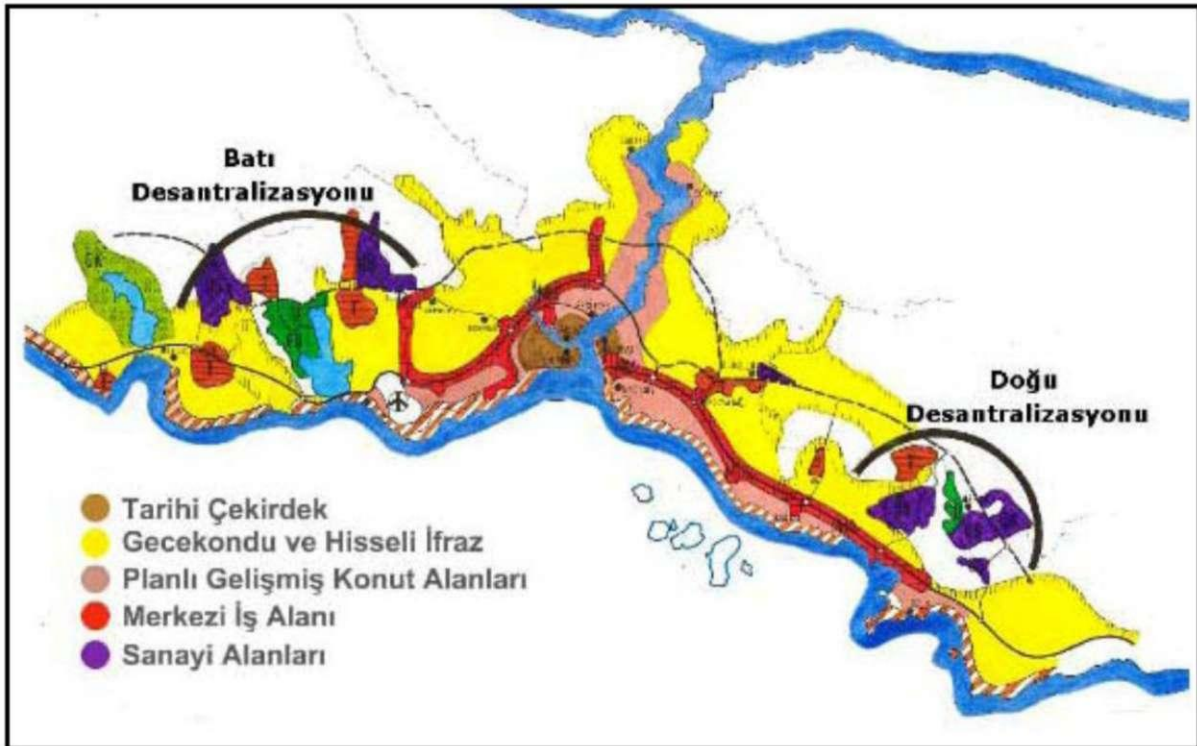 Batı
Desantralizasyonu
Doğu
Desantralizasyonu
Tarihi Çekirdek
Gecekondu ve Hisseli İfraz
Planlı Gelişmiş Konut Alanları
Merkezi İş Alanı
Sanayi Alanları